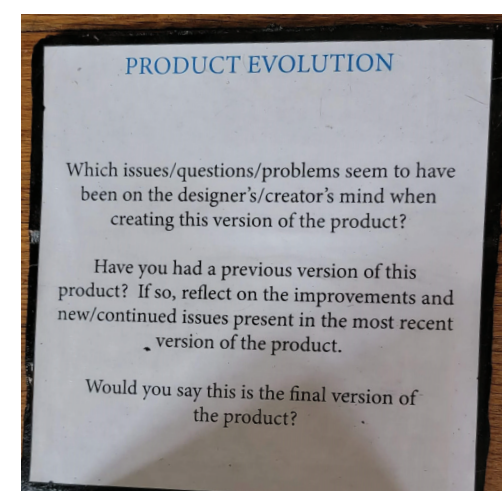 PRODUCT EVOLUTION
Which issues/questions/problems seem to have
been on the designer's/creator's mind when
creating this version of the product?
Have you had a previous version of this
product? If so, reflect on the improvements and
new/continued issues present in the most recent
version of the product.
Would you say this is the final version of
the product?